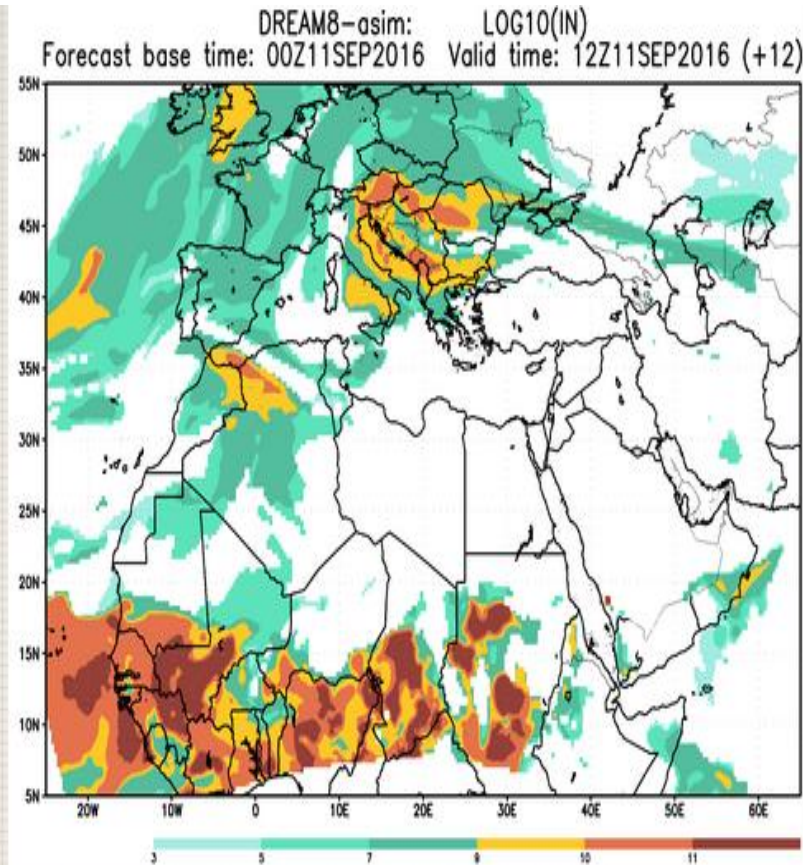 DREAM8-asim: LOG10(IN)
Forecast base time: 00Z11SEP2016 Valid time: 12Z11SEP2016 (+12)
55N
50N
45N
40N
35N
30N
25N
20N
15N
10N
5N
20W 10W 0 10E 20E 30E 40E 50E 60E
3 5 7 9 10 11